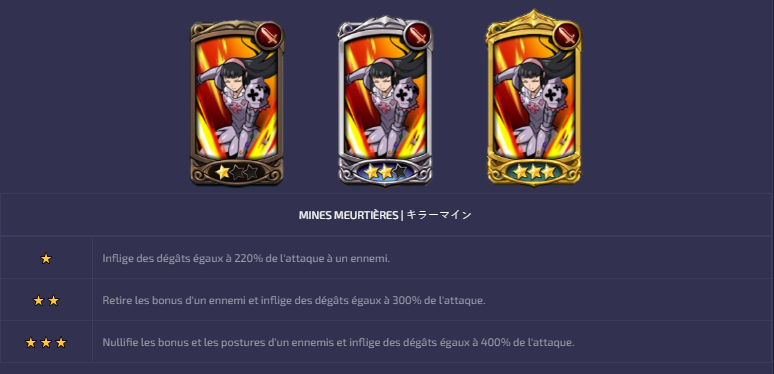 MINES MEURTIÈRES | キラーマイン
Inflige des dégâts égaux à 220% de l'attaque à un ennemi.
Retire les bonus d'un ennemi et inflige des dégâts égaux à 300% de l'attaque.
Nullifie les bonus et les postures d'un ennemis et inflige des dégâts égaux à 400% de l'attaque.